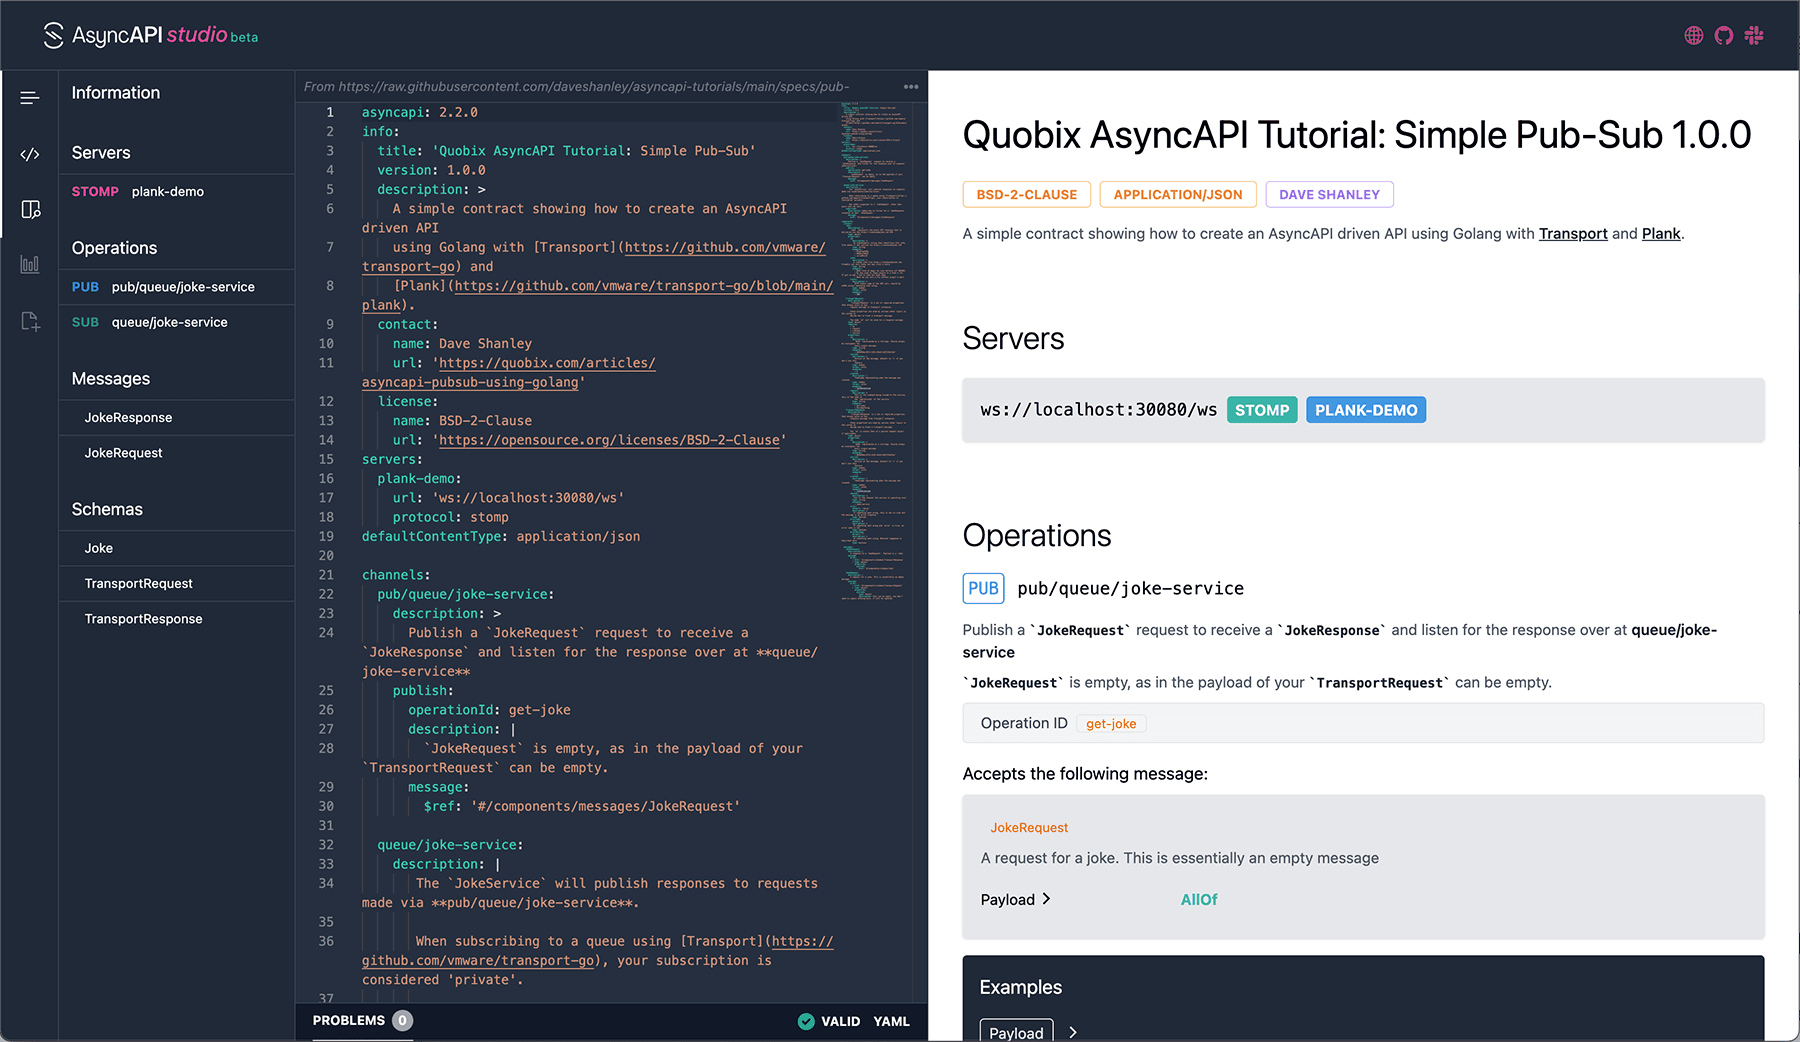 AsyncAPI studio beta
Information
Servers
STOMP plank-demo
Operations
PUB pub/queue/joke-service
SUB queue/joke-service
Messages
JokeResponse
JokeRequest
Schemas
Joke
TransportRequest
TransportResponse
From https://raw.githubusercontent.com/daveshanley/asyncapi-tutorials/main/specs/pub-
1 asyncapi: 2.2.0
2 info:
3 title: 'Quobix AsyncAPI Tutorial: Simple Pub-Sub'
4 version: 1.0.0
5 description: >
6 A simple contract showing how to create an AsyncAPI
driven API
7 using Golang with [Transport](https://github.com/vmware/
transport-go) and
8 [Plank](https://github.com/vmware/transport-go/blob/main/
plank).
9 contact:
10 name: Dave Shanley
11 url: 'https://quobix.com/articles/
asyncapi-pubsub-using-golang'
12 license:
13 name: BSD-2-Clause
14 url: 'https://opensource.org/licenses/BSD-2-Clause'
15 servers:
16 plank-demo:
17 url: 'ws://localhost:30080/ws'
18 protocol: stomp
19 defaultContentType: application/json
20
21 channels:
22 pub/queue/joke-service:
23 description: >
24 Publish a `JokeRequest` request to receive a
`JokeResponse` and listen for the response over at **queue/
joke-service**
25 publish:
26 operationId: get-joke
27 description: |
28 `JokeRequest` is empty, as in the payload of your
`TransportRequest` can be empty.
29 message:
30 $ref: '#/components/messages/JokeRequest'
31
32 queue/joke-service:
33 description: |
34 The `JokeService` will publish responses to requests
made via **pub/queue/joke-service**.
35
36 When subscribing to a queue using [Transport](https://
github.com/vmware/transport-go), your subscription is
considered 'private'.
37
PROBLEMS 0
VALID YAML
Quobix AsyncAPI Tutorial: Simple Pub-Sub 1.0.0
BSD-2-CLAUSE APPLICATION/JSON DAVE SHANLEY
A simple contract showing how to create an AsyncAPI driven API using Golang with Transport and Plank.
Servers
ws://localhost:30080/ws STOMP PLANK-DEMO
Operations
PUB pub/queue/joke-service
Publish a `JokeRequest` request to receive a `JokeResponse` and listen for the response over at queue/joke-
service
`JokeRequest` is empty, as in the payload of your `TransportRequest` can be empty.
Operation ID get-joke
Accepts the following message:
JokeRequest
A request for a joke. This is essentially an empty message
Payload AllOf
Examples
Payload